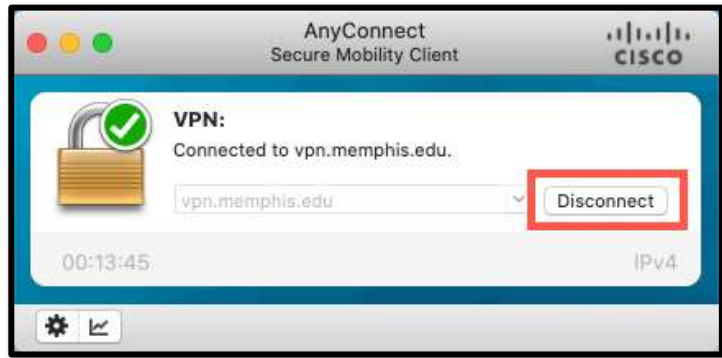 AnyConnect
Secure Mobility Client
CISCO
VPN:
Connected to vpn.memphis.edu.
vpn.memphis.edu
Disconnect
00:13:45
IPv4